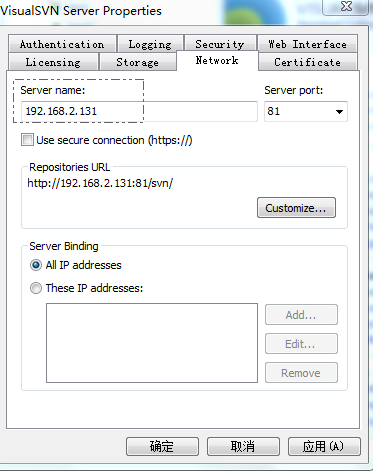 VisualSVN Server Properties
Authentication Logging Security Web Interface
Licensing Storage Network Certificate
Server name: Server port:
192.168.2.131 81
Use secure connection (https://)
Repositories URL
http://192.168.2.131:81/svn/
Customize...
Server Binding
All IP addresses
These IP addresses:
Add...
Edit...
Remove
确定 取消 应用(A)